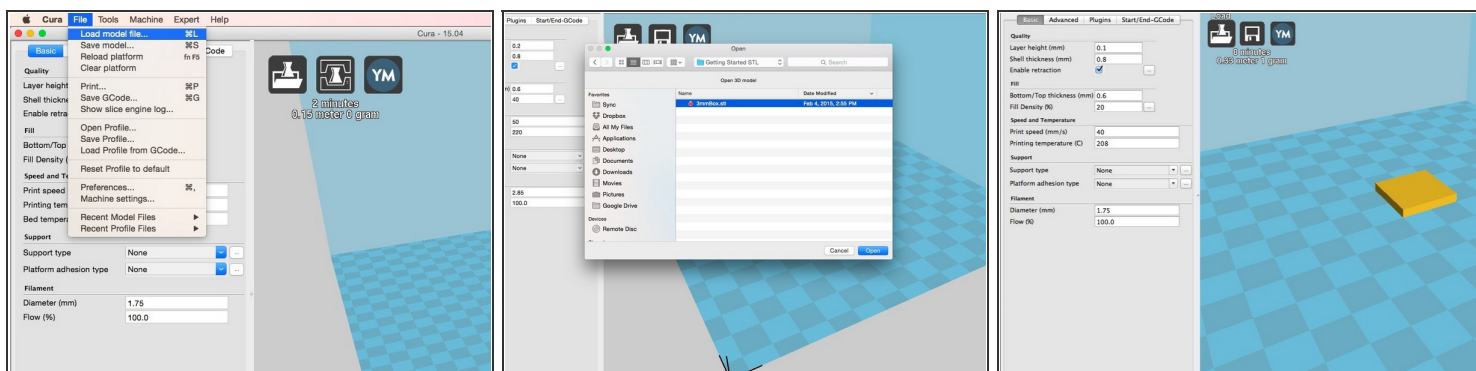 Cura File Tools Machine Expert Help
Cura - 15.04
Load model file... ⌘L
Save model... ⌘S
Reload platform fn F5
Clear platform
Print... ⌘P
Save GCode... ⌘G
Show slice engine log...
Open Profile...
Save Profile...
Load Profile from GCode...
Reset Profile to default
Preferences... ⌘,
Machine settings...
Recent Model Files
Recent Profile Files
Basic
Code
Quality
Layer height
Shell thickne
Enable retra
Fill
Bottom/Top
Fill Density (
Speed and Te
Print speed
Printing tem
Bed tempera
Support
Support type None
Platform adhesion type None
Filament
Diameter (mm) 1.75
Flow (%) 100.0
YM
2 minutes
0.15 meter 0 gram
Plugins Start/End-GCode
0.2
0.8
0.6
40
50
220
None
None
2.85
100.0
YM
Open
Getting Started STL
Search
Open 3D model
Favorites
Sync
Dropbox
All My Files
Applications
Desktop
Documents
Downloads
Movies
Pictures
Google Drive
Devices
Remote Disc
Name Date Modified
3mmBox.stl Feb 4, 2015, 2:55 PM
Cancel Open
Basic Advanced Plugins Start/End-GCode
Quality
Layer height (mm) 0.1
Shell thickness (mm) 0.8
Enable retraction
Fill
Bottom/Top thickness (mm) 0.6
Fill Density (%) 20
Speed and Temperature
Print speed (mm/s) 40
Printing temperature (C) 208
Support
Support type None
Platform adhesion type None
Filament
Diameter (mm) 1.75
Flow (%) 100.0
Load
YM
0 minutes
0.33 meter 1 gram